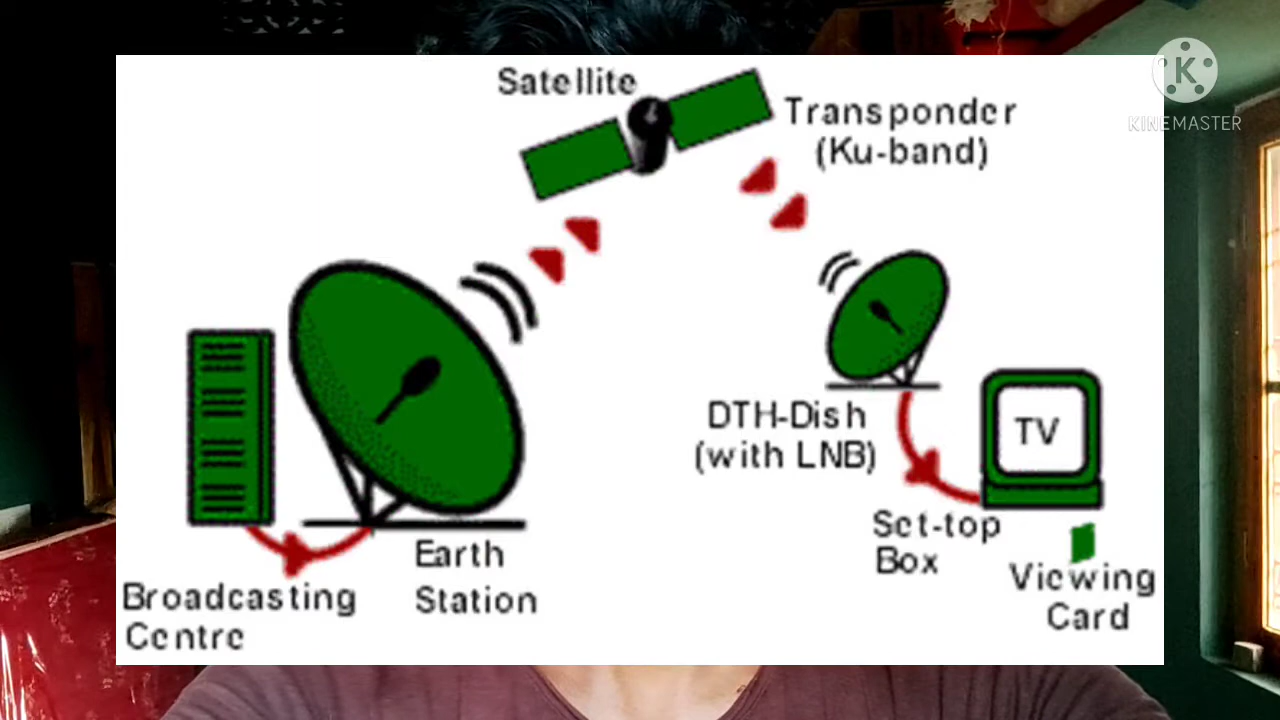 Satellite
Transponder
(Ku-band)
K
KINEMASTER
DTH-Dish
(with LNB)
TV
Set-top
Box
Viewing
Card
Earth
Station
Broadcasting
Centre